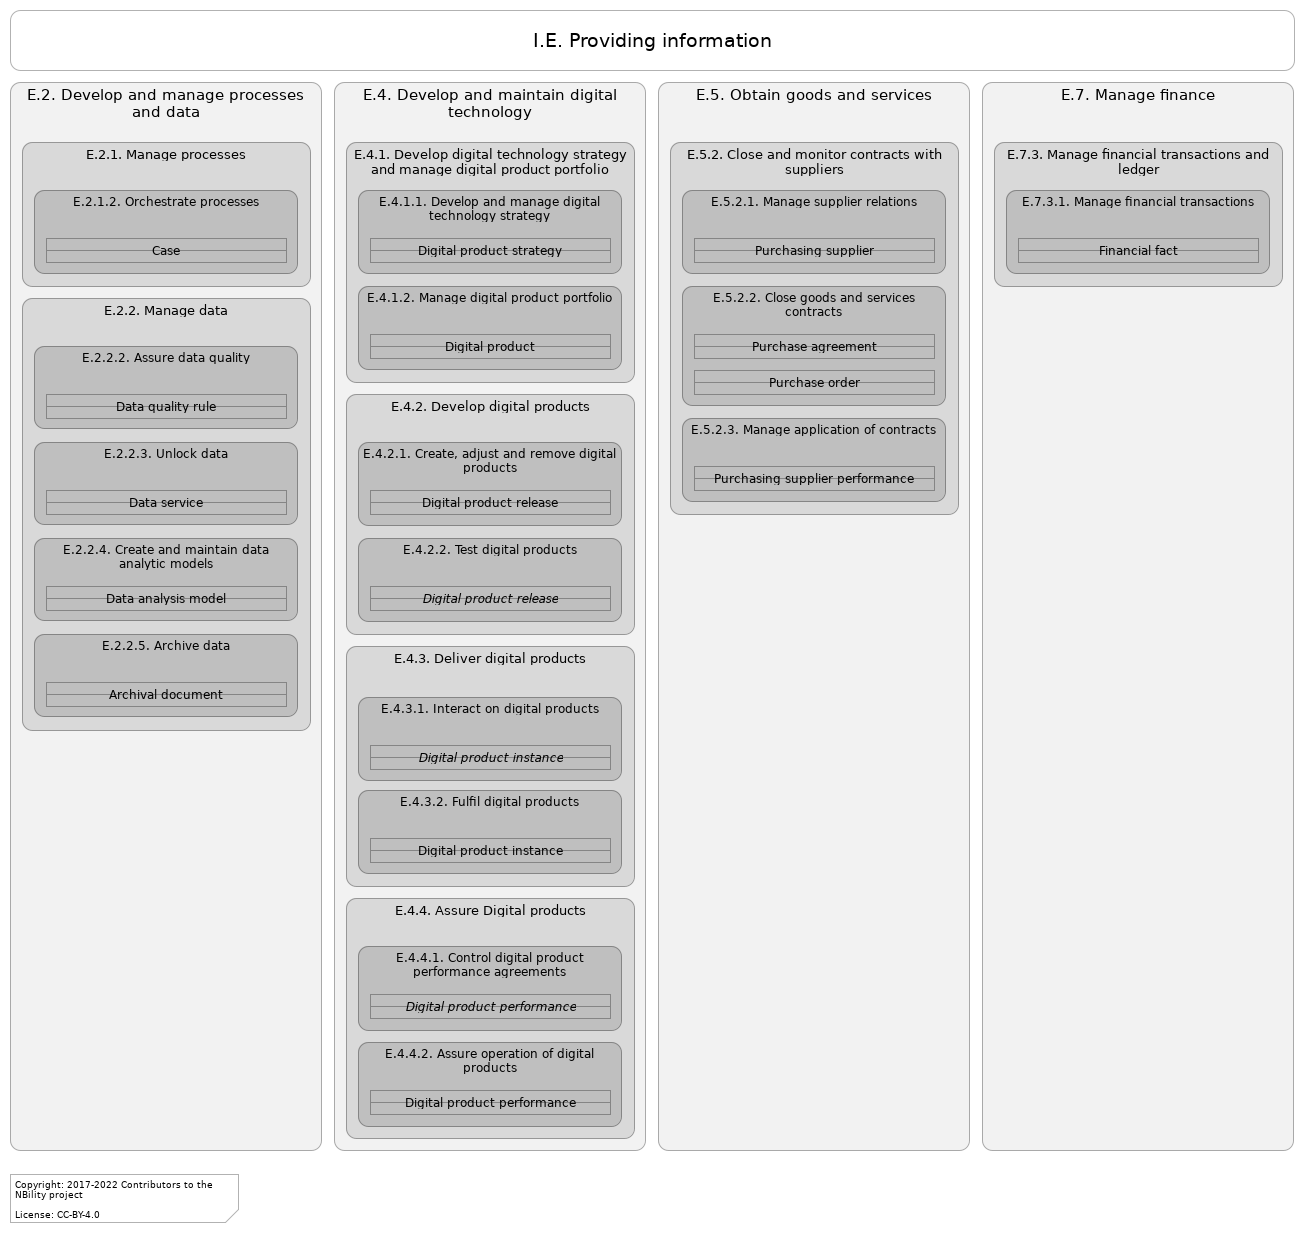 I.E. Providing information
E.2. Develop and manage processes
and data
E.2.1. Manage processes
E.2.1.2. Orchestrate processes
Case
E.2.2. Manage data
E.2.2.2. Assure data quality
Data quality rule
E.2.2.3. Unlock data
Data service
E.2.2.4. Create and maintain data
analytic models
Data analysis model
E.2.2.5. Archive data
Archival document
E.4. Develop and maintain digital
technology
E.4.1. Develop digital technology strategy
and manage digital product portfolio
E.4.1.1. Develop and manage digital
technology strategy
Digital product strategy
E.4.1.2. Manage digital product portfolio
Digital product
E.4.2. Develop digital products
E.4.2.1. Create, adjust and remove digital
products
Digital product release
E.4.2.2. Test digital products
Digital product release
E.4.3. Deliver digital products
E.4.3.1. Interact on digital products
Digital product instance
E.4.3.2. Fulfil digital products
Digital product instance
E.4.4. Assure Digital products
E.4.4.1. Control digital product
performance agreements
Digital product performance
E.4.4.2. Assure operation of digital
products
Digital product performance
E.5. Obtain goods and services
E.5.2. Close and monitor contracts with
suppliers
E.5.2.1. Manage supplier relations
Purchasing supplier
E.5.2.2. Close goods and services
contracts
Purchase agreement
Purchase order
E.5.2.3. Manage application of contracts
Purchasing supplier performance
E.7. Manage finance
E.7.3. Manage financial transactions and
ledger
E.7.3.1. Manage financial transactions
Financial fact
Copyright: 2017-2022 Contributors to the
NBility project
License: CC-BY-4.0